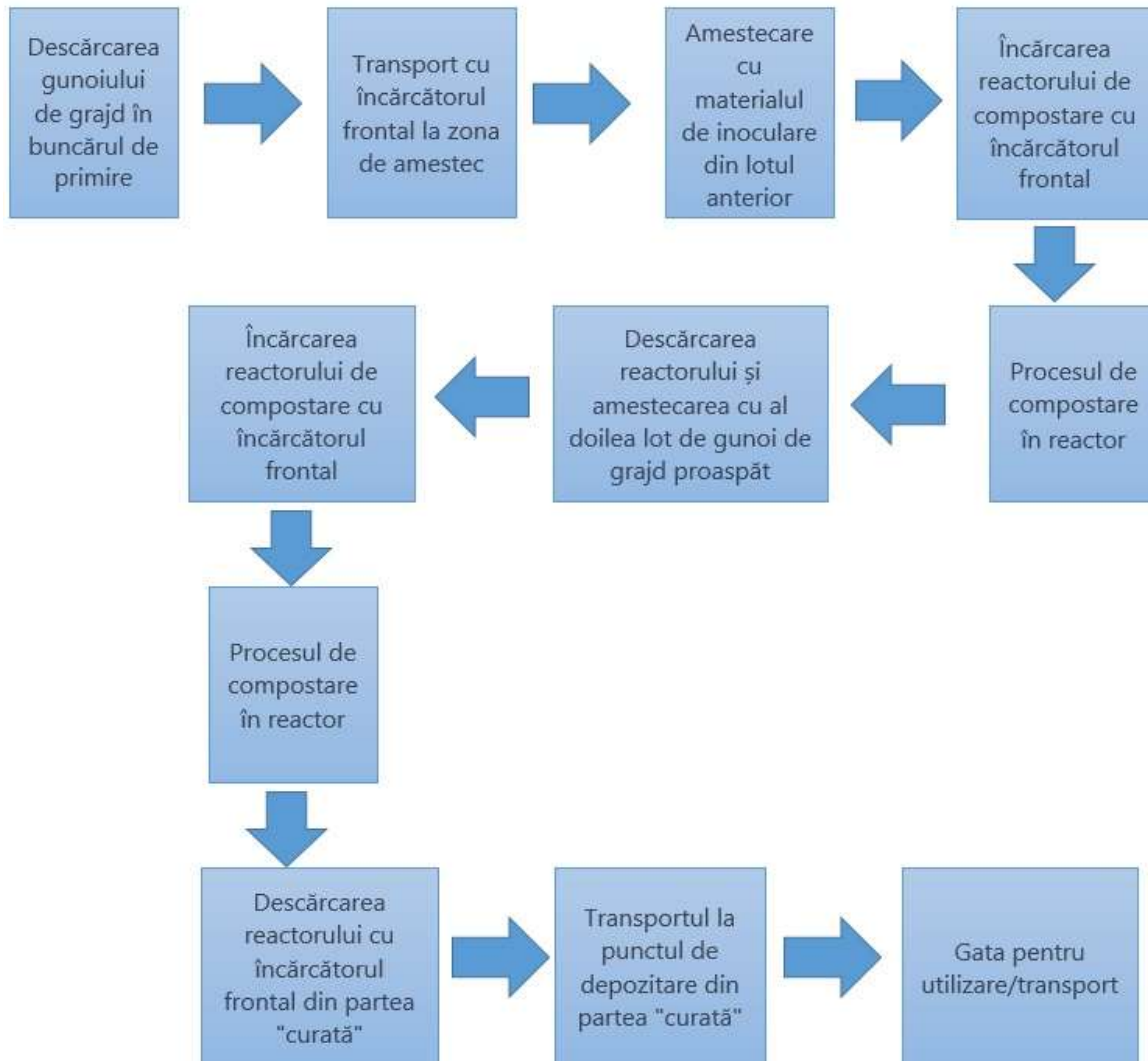 Descărcarea
gunoiului
de grajd în
buncărul de
primire
Transport cu
încărcătorul
frontal la zona
de amestec
Amestecare
cu
materialul
de inoculare
din lotul
anterior
Încărcarea
reactorului de
compostare cu
încărcătorul
frontal
Procesul de
compostare
în reactor
Descărcarea
reactorului și
amestecarea cu al
doilea lot de gunoi de
grajd proaspăt
Încărcarea
reactorului de
compostare cu
încărcătorul
frontal
Procesul de
compostare
în reactor
Descărcarea
reactorului cu
încărcătorul
frontal din partea
"curată"
Transportul la
punctul de
depozitare din
partea "curată"
Gata pentru
utilizare/transport